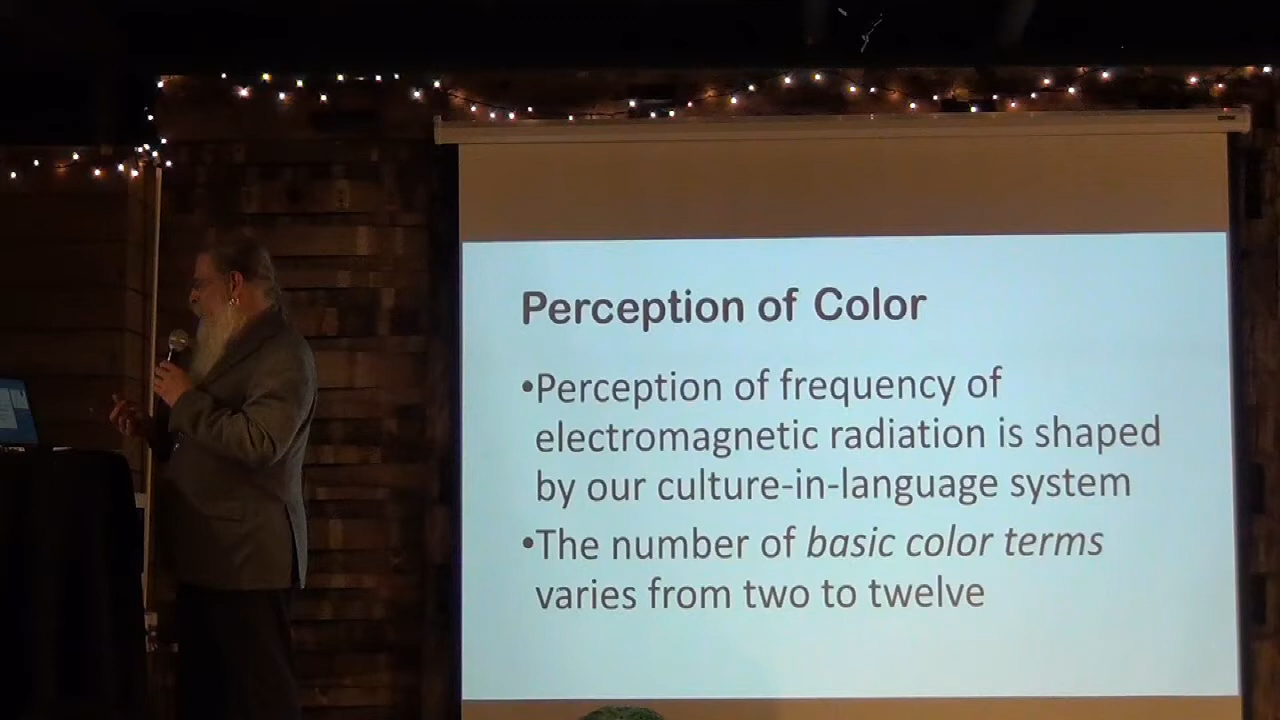 Perception of Color
•Perception of frequency of
electromagnetic radiation is shaped
by our culture-in-language system
•The number of basic color terms
varies from two to twelve